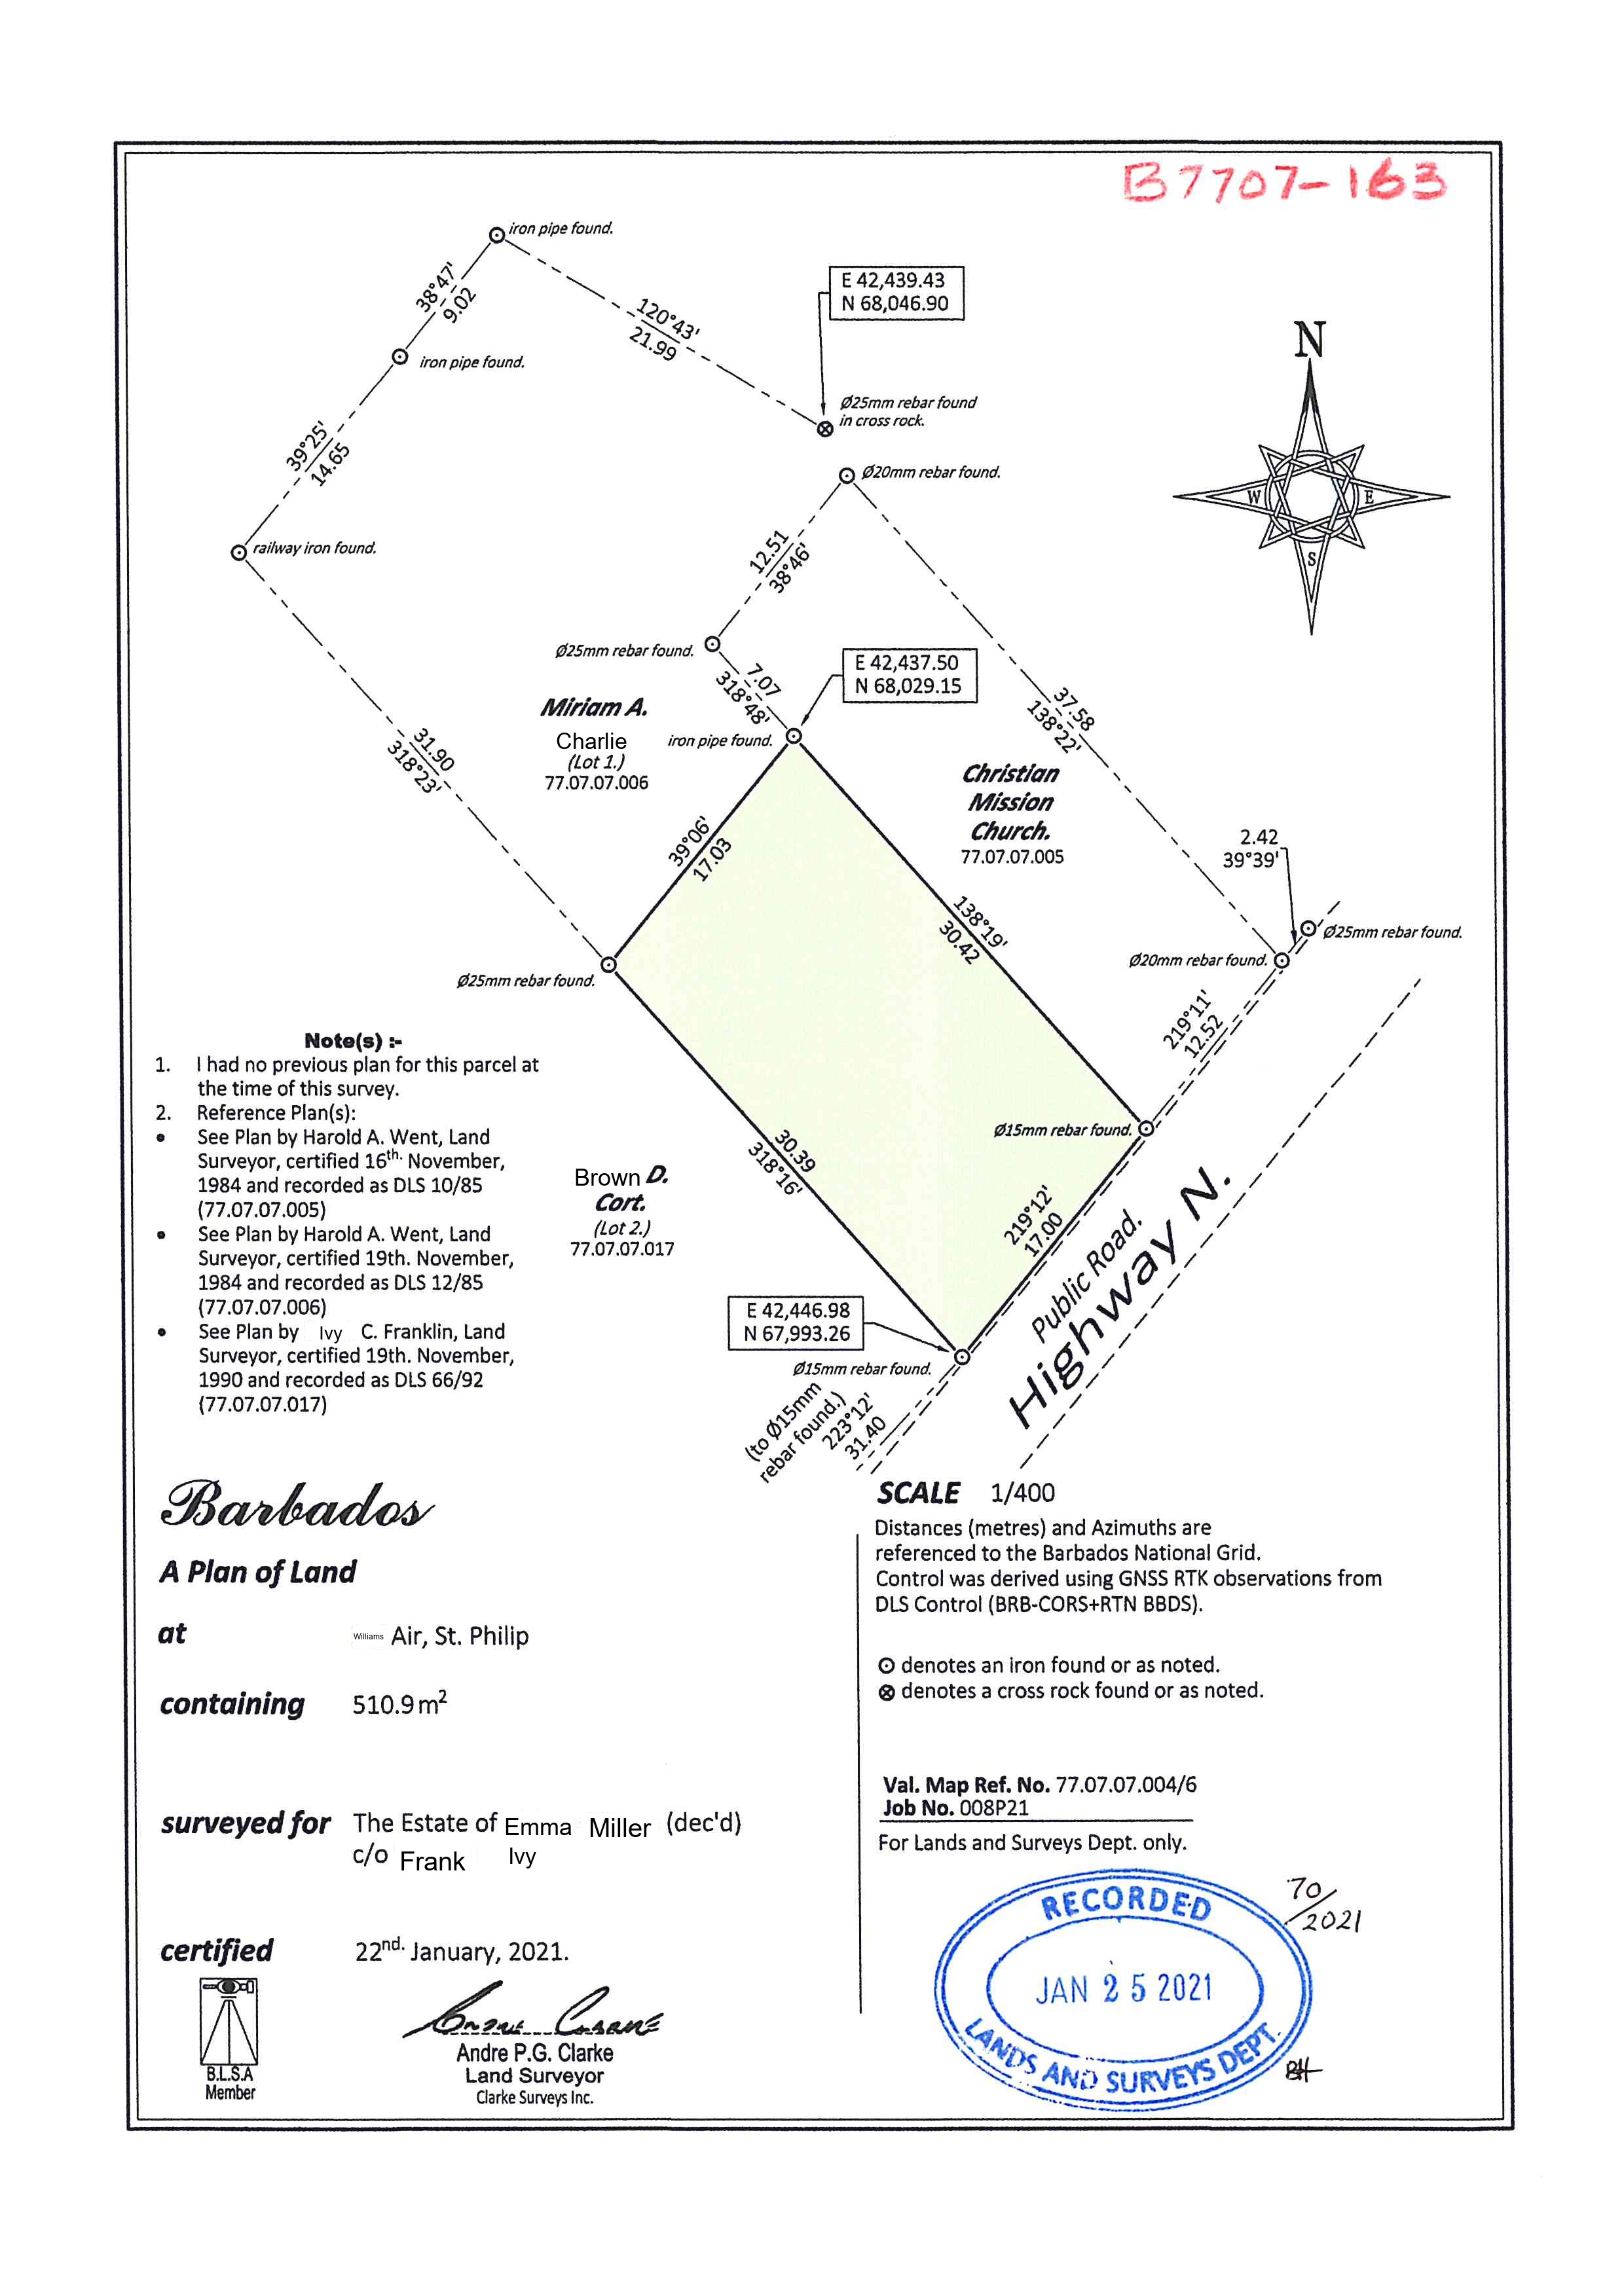 B7707-163
iron pipe found.
38°47'
9.02
120°43'
21.99
E 42,439.43
N 68,046.90
N
iron pipe found.
Ø25mm rebar found
in cross rock.
39°25'
14.65
Ø20mm rebar found.
W
E
S
railway iron found.
12.51
38°46'
Ø25mm rebar found.
7.07
318°48'
E 42,437.50
N 68,029.15
37.58
138°22'
31.90
318°23'
Miriam A.
Charlie
(Lot 1.)
77.07.07.006
iron pipe found.
Christian
Mission
Church.
77.07.07.005
39°06'
17.03
2.42
39°39'
138°19'
30.42
Ø25mm rebar found.
Ø20mm rebar found.
Ø25mm rebar found.
219°11'
12.52
Note(s) :-
1. I had no previous plan for this parcel at
the time of this survey.
2. Reference Plan(s):
• See Plan by Harold A. Went, Land
Surveyor, certified 16th. November,
1984 and recorded as DLS 10/85
(77.07.07.005)
• See Plan by Harold A. Went, Land
Surveyor, certified 19th. November,
1984 and recorded as DLS 12/85
(77.07.07.006)
• See Plan by Ivy C. Franklin, Land
Surveyor, certified 19th. November,
1990 and recorded as DLS 66/92
(77.07.07.017)
30.39
318°16'
Ø15mm rebar found.
Brown D.
Cort.
(Lot 2.)
77.07.07.017
219°12'
17.00
Public Road.
Highway N.
E 42,446.98
N 67,993.26
Ø15mm rebar found.
(to Ø15mm
rebar found.)
223°12'
31.40
Barbados
A Plan of Land
at Williams Air, St. Philip
containing 510.9 m²
surveyed for The Estate of Emma Miller (dec'd)
c/o Frank Ivy
certified 22nd. January, 2021.
B.L.S.A
Member
Andre P.G. Clarke
Land Surveyor
Clarke Surveys Inc.
SCALE 1/400
Distances (metres) and Azimuths are
referenced to the Barbados National Grid.
Control was derived using GNSS RTK observations from
DLS Control (BRB-CORS+RTN BBDS).
⊙ denotes an iron found or as noted.
⊗ denotes a cross rock found or as noted.
Val. Map Ref. No. 77.07.07.004/6
Job No. 008P21
For Lands and Surveys Dept. only.
RECORDED
JAN 25 2021
LANDS AND SURVEYS DEPT.
70/2021